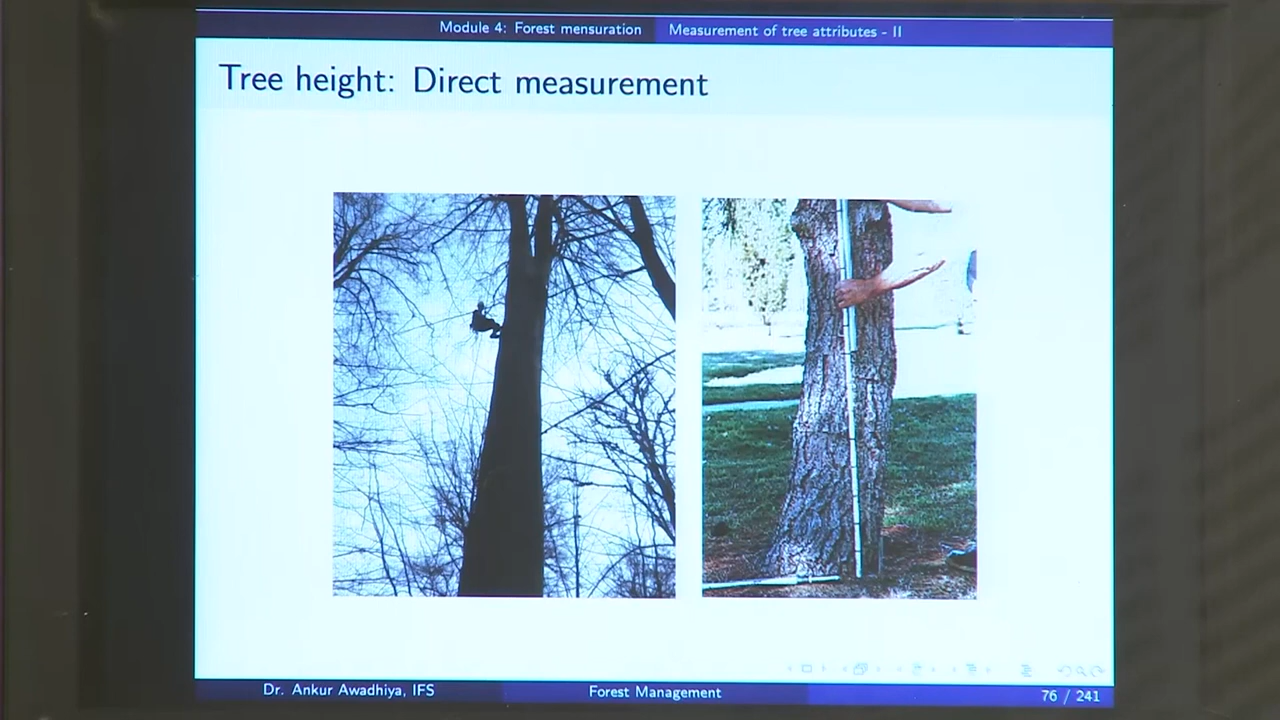 Module 4: Forest mensuration Measurement of tree attributes - II
Tree height: Direct measurement
Dr. Ankur Awadhiya, IFS Forest Management 76 / 241